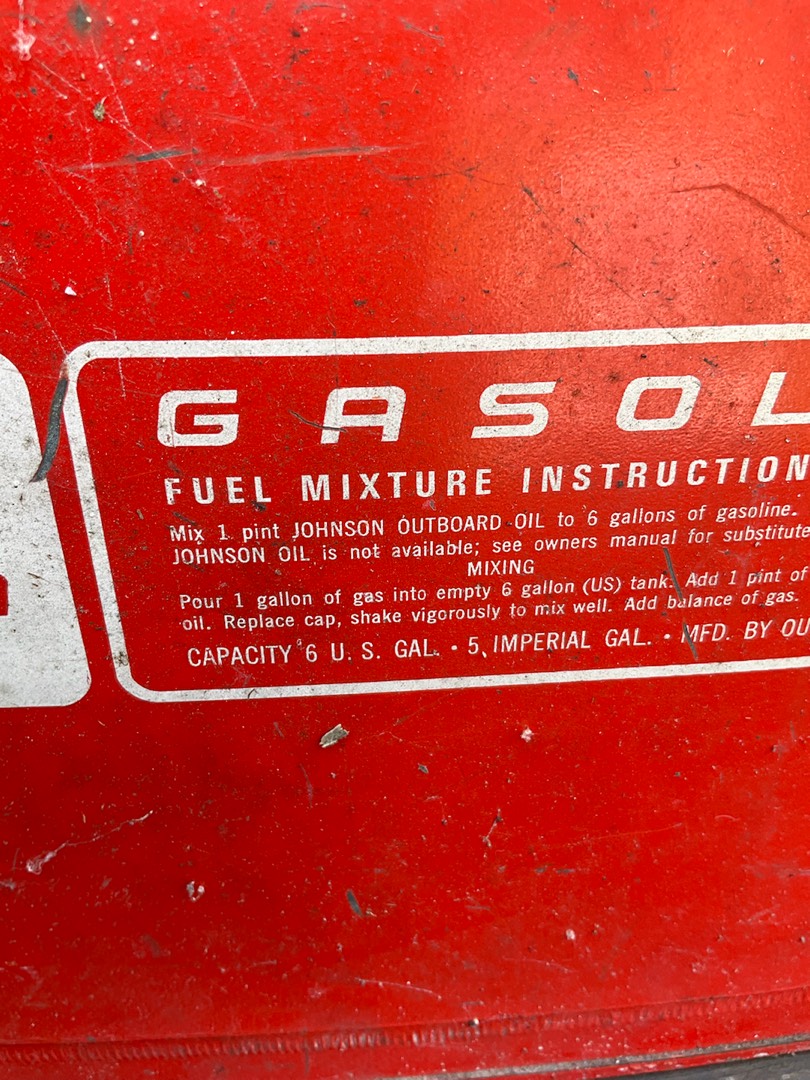 GASOL
FUEL MIXTURE INSTRUCTION
Mix 1 pint JOHNSON OUTBOARD OIL to 6 gallons of gasoline.
JOHNSON OIL is not available; see owners manual for substitute
MIXING
Pour 1 gallon of gas into empty 6 gallon (US) tank. Add 1 pint of
oil. Replace cap, shake vigorously to mix well. Add balance of gas.
CAPACITY 6 U. S. GAL. • 5 IMPERIAL GAL. • MFD. BY OU